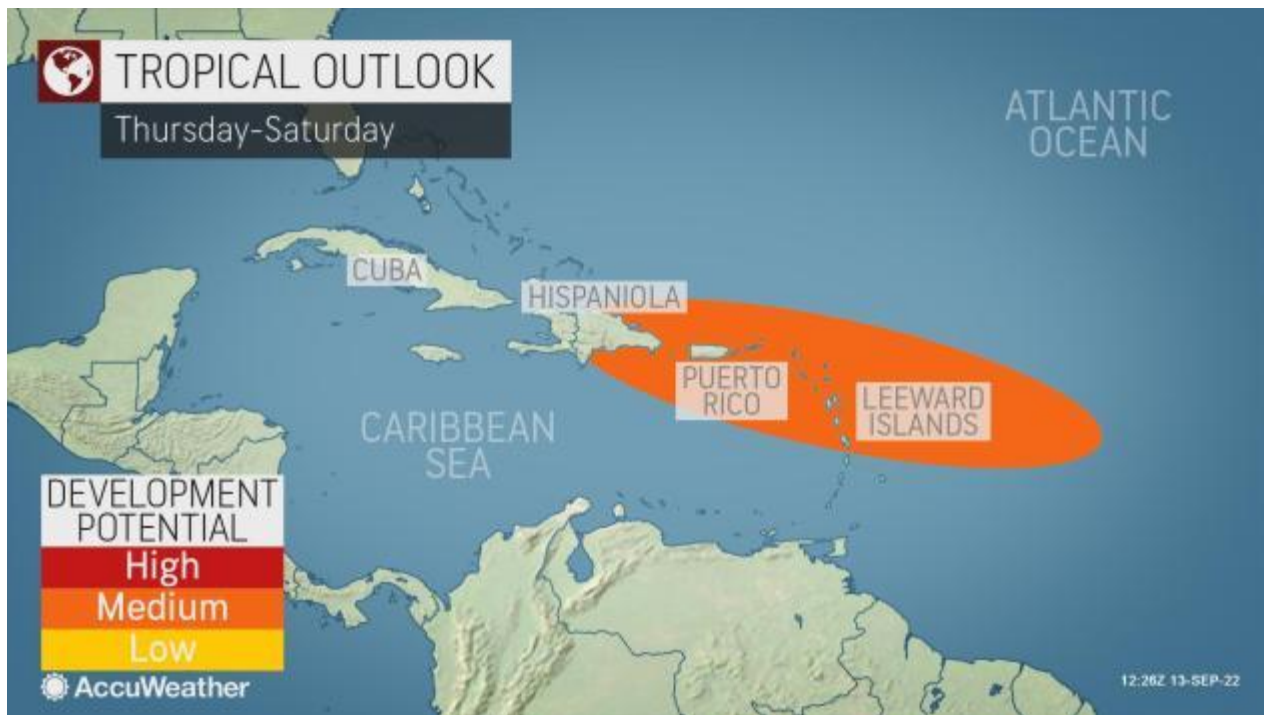 TROPICAL OUTLOOK
Thursday-Saturday
ATLANTIC
OCEAN
CUBA
HISPANIOLA
PUERTO
RICO
LEEWARD
ISLANDS
CARIBBEAN
SEA
DEVELOPMENT
POTENTIAL
High
Medium
Low
AccuWeather
12:26Z 13-SEP-22